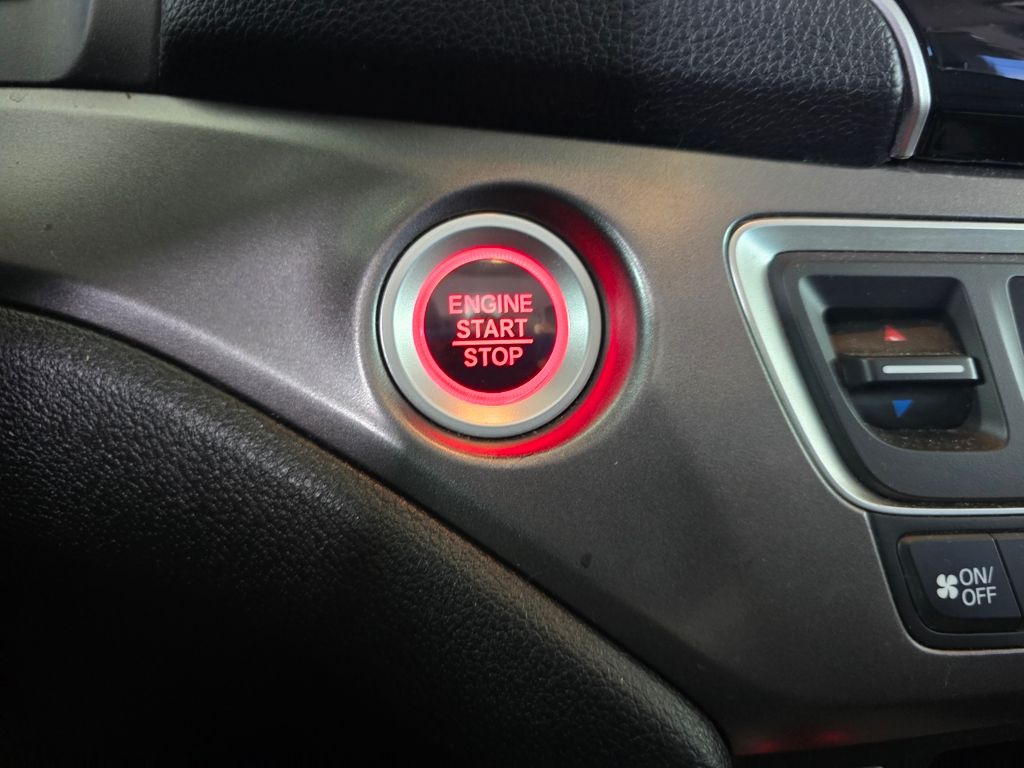 ENGINE
START
STOP
ON/
OFF